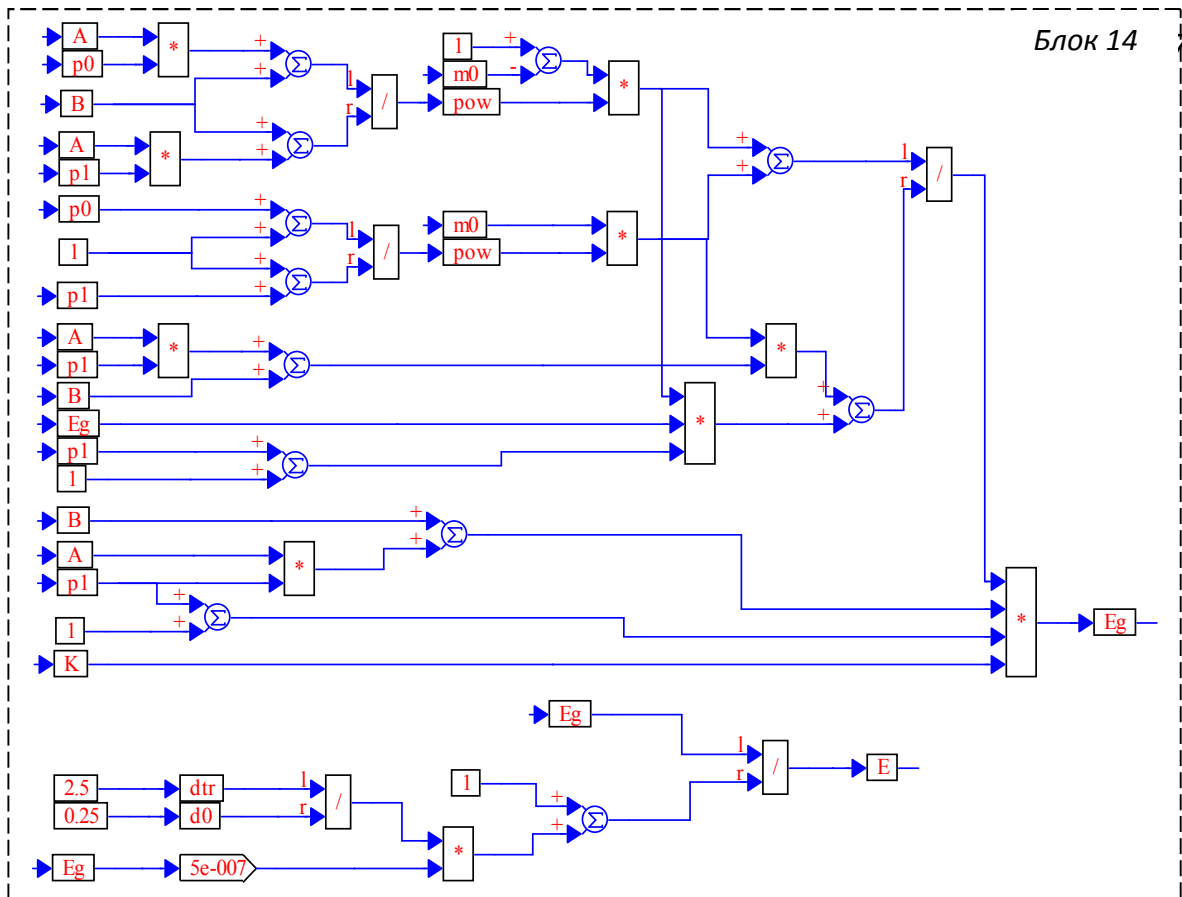 Блок 14
A
p0
*
+
+
Σ
B
+
+
Σ
A
p1
*
l
r
/
1
m0
pow
+
-
Σ
*
p0
1
p1
+
+
Σ
+
+
Σ
l
r
/
m0
pow
*
+
+
Σ
l
r
/
A
p1
*
B
+
+
Σ
Eg
p1
1
+
+
Σ
*
*
+
+
Σ
B
A
p1
*
+
+
Σ
1
+
+
Σ
K
*
Eg
Eg
2.5
dtr
0.25
d0
l
r
/
1
Eg
5e-007
*
+
+
Σ
l
r
/
E